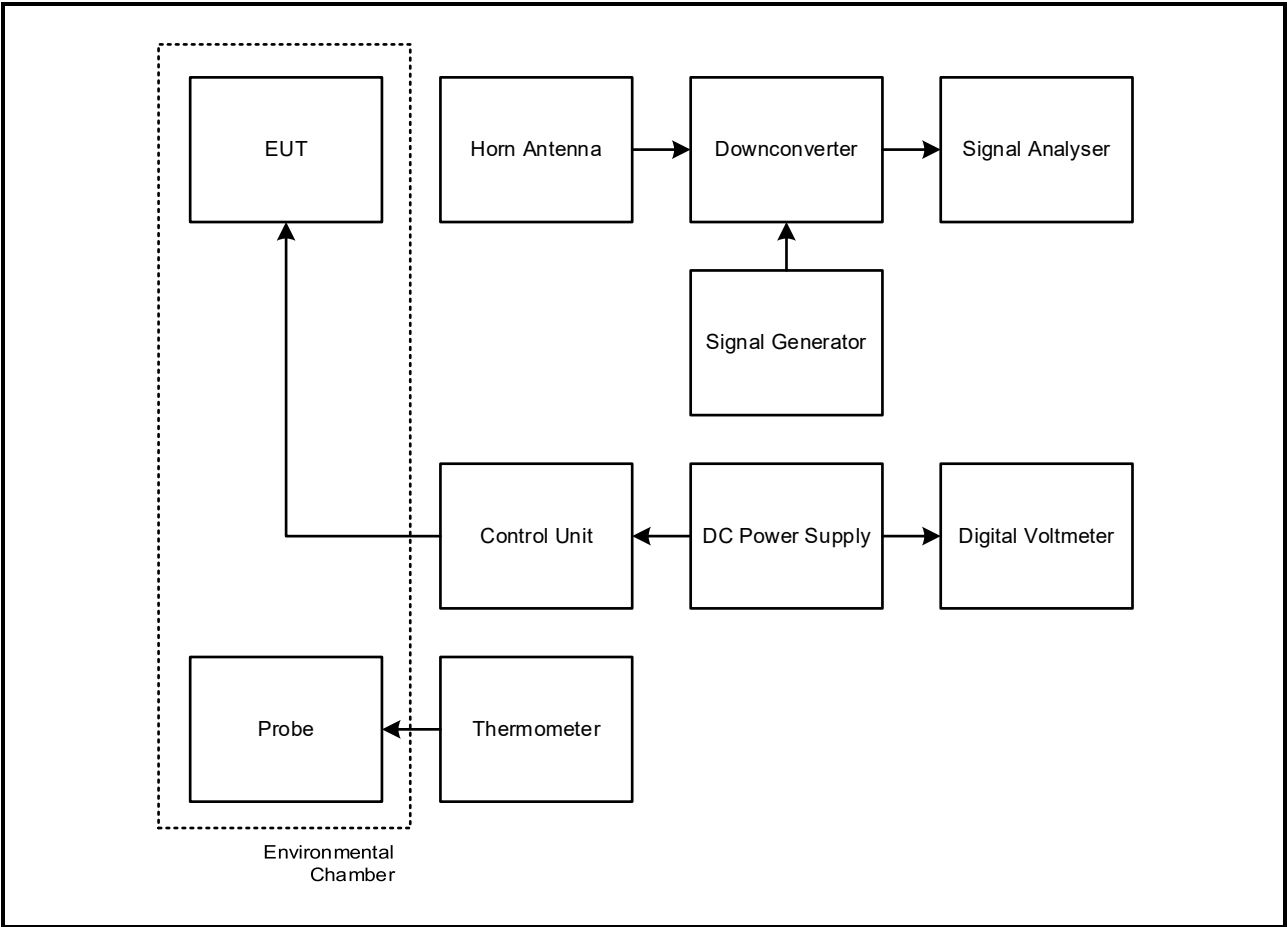 EUT
Horn Antenna
Downconverter
Signal Analyser
Signal Generator
Control Unit
DC Power Supply
Digital Voltmeter
Probe
Thermometer
Environmental
Chamber